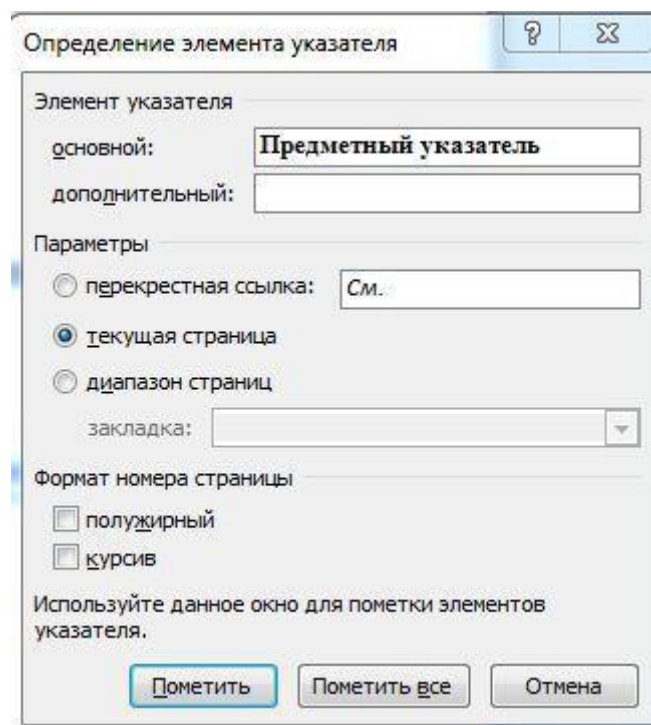 Определение элемента указателя
Элемент указателя
основной: Предметный указатель
дополнительный:
Параметры
перекрестная ссылка: См.
текущая страница
диапазон страниц
закладка:
Формат номера страницы
полужирный
курсив
Используйте данное окно для пометки элементов
указателя.
Пометить Пометить все Отмена